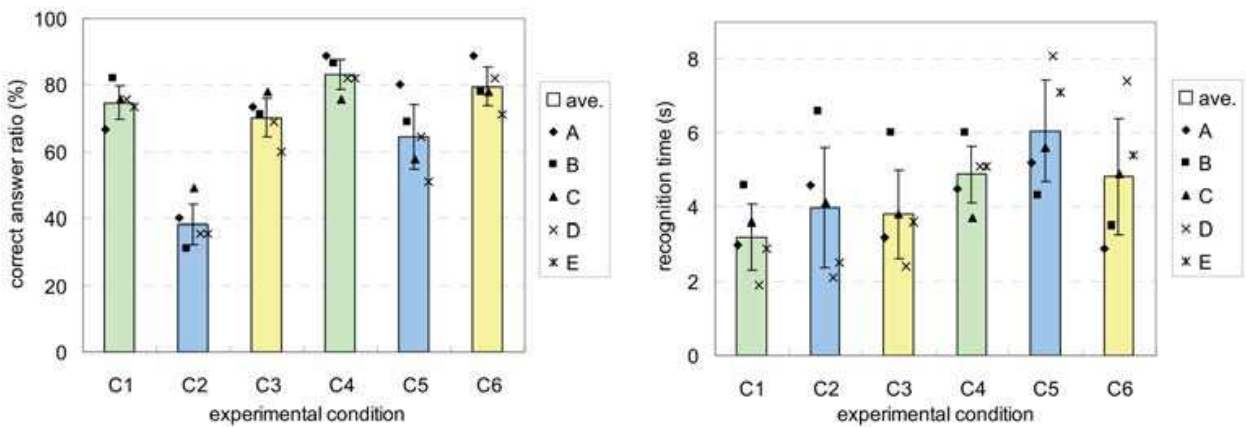 correct answer ratio (%)
100
80
60
40
20
0
C1 C2 C3 C4 C5 C6
experimental condition
ave.
A
B
C
D
E
recognition time (s)
8
6
4
2
0
C1 C2 C3 C4 C5 C6
experimental condition
ave.
A
B
C
D
E